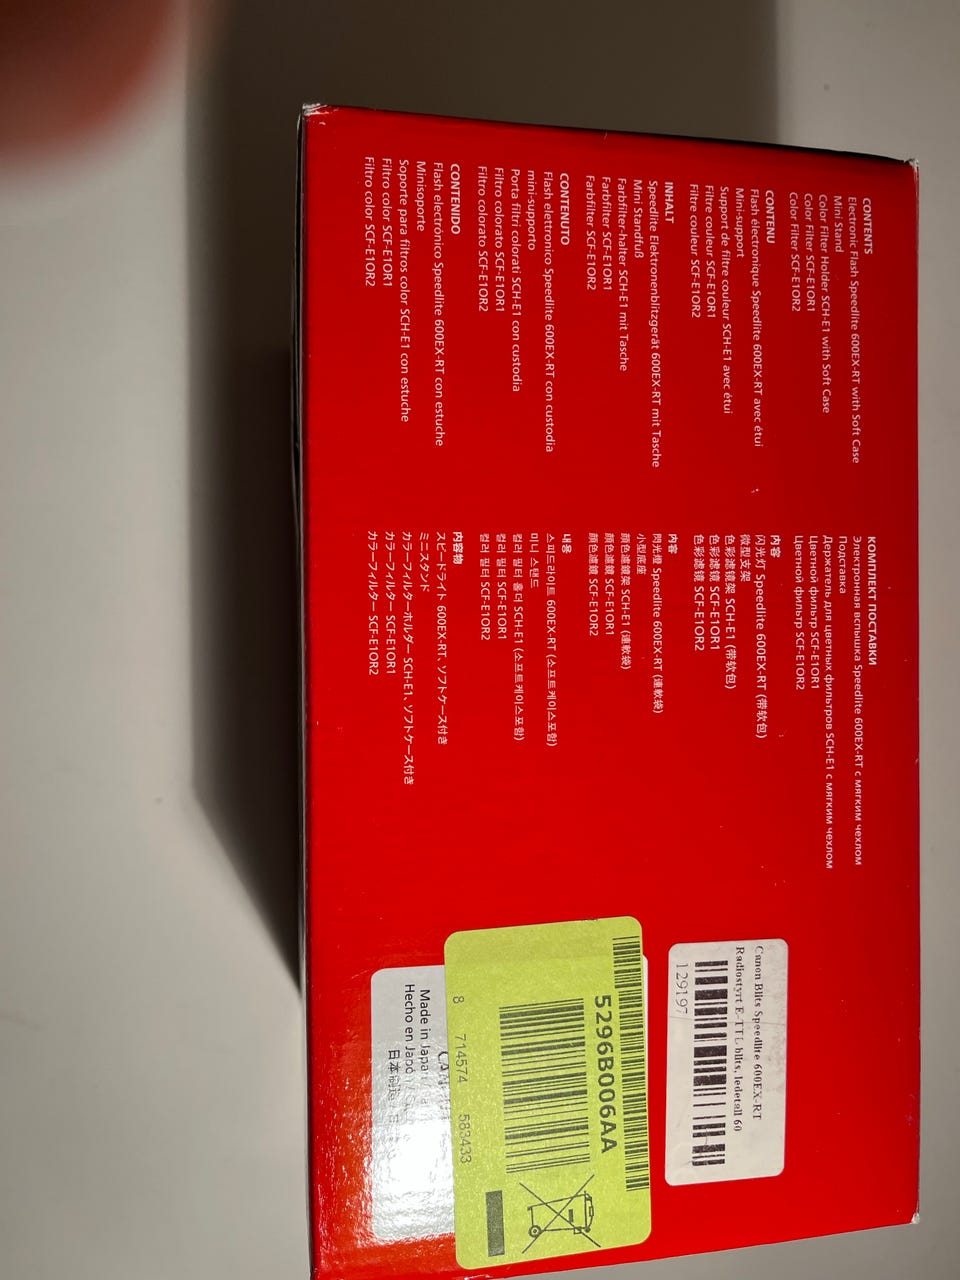 CONTENTS
Electronic Flash Speedlite 600EX-RT with Soft Case
Mini Stand
Color Filter Holder SCH-E1 with Soft Case
Color Filter SCF-E1OR1
Color Filter SCF-E1OR2
CONTENU
Flash électronique Speedlite 600EX-RT avec étui
Mini-support
Support de filtre couleur SCH-E1 avec étui
Filtre couleur SCF-E1OR1
Filtre couleur SCF-E1OR2
INHALT
Speedlite Elektronenblitzgerät 600EX-RT mit Tasche
Mini Standfuß
Farbfilter-halter SCH-E1 mit Tasche
Farbfilter SCF-E1OR1
Farbfilter SCF-E1OR2
CONTENUTO
Flash elettronico Speedlite 600EX-RT con custodia
mini-supporto
Porta filtri colorati SCH-E1 con custodia
Filtro colorato SCF-E1OR1
Filtro colorato SCF-E1OR2
CONTENIDO
Flash electrónico Speedlite 600EX-RT con estuche
Minisoporte
Soporte para filtros color SCH-E1 con estuche
Filtro color SCF-E1OR1
Filtro color SCF-E1OR2
КОМПЛЕКТ ПОСТАВКИ
Электронная вспышка Speedlite 600EX-RT с мягким чехлом
Подставка
Держатель для цветных фильтров SCH-E1 с мягким чехлом
Цветной фильтр SCF-E1OR1
Цветной фильтр SCF-E1OR2
内容
闪光灯 Speedlite 600EX-RT (带软包)
微型支架
色彩滤镜架 SCH-E1 (带软包)
色彩滤镜 SCF-E1OR1
色彩滤镜 SCF-E1OR2
內容
閃光燈 Speedlite 600EX-RT (連軟袋)
小型底座
顏色濾鏡架 SCH-E1 (連軟袋)
顏色濾鏡 SCF-E1OR1
顏色濾鏡 SCF-E1OR2
내용
스피드라이트 600EX-RT (소프트케이스포함)
미니 스탠드
컬러 필터 홀더 SCH-E1 (소프트케이스포함)
컬러 필터 SCF-E1OR1
컬러 필터 SCF-E1OR2
内容物
スピードライト 600EX-RT、ソフトケース付き
ミニスタンド
カラーフィルターホルダー SCH-E1、ソフトケース付き
カラーフィルター SCF-E1OR1
カラーフィルター SCF-E1OR2
Canon Blits Speedlite 600EX-RT
Radiostyrt E-TTL blits, ledetall 60
129197
5296B006AA
8 714574 583433
CAN
Made in Japan
Hecho en Japón
日本制造